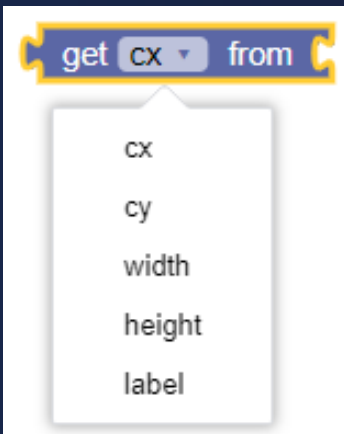 get cx from
cx
cy
width
height
label